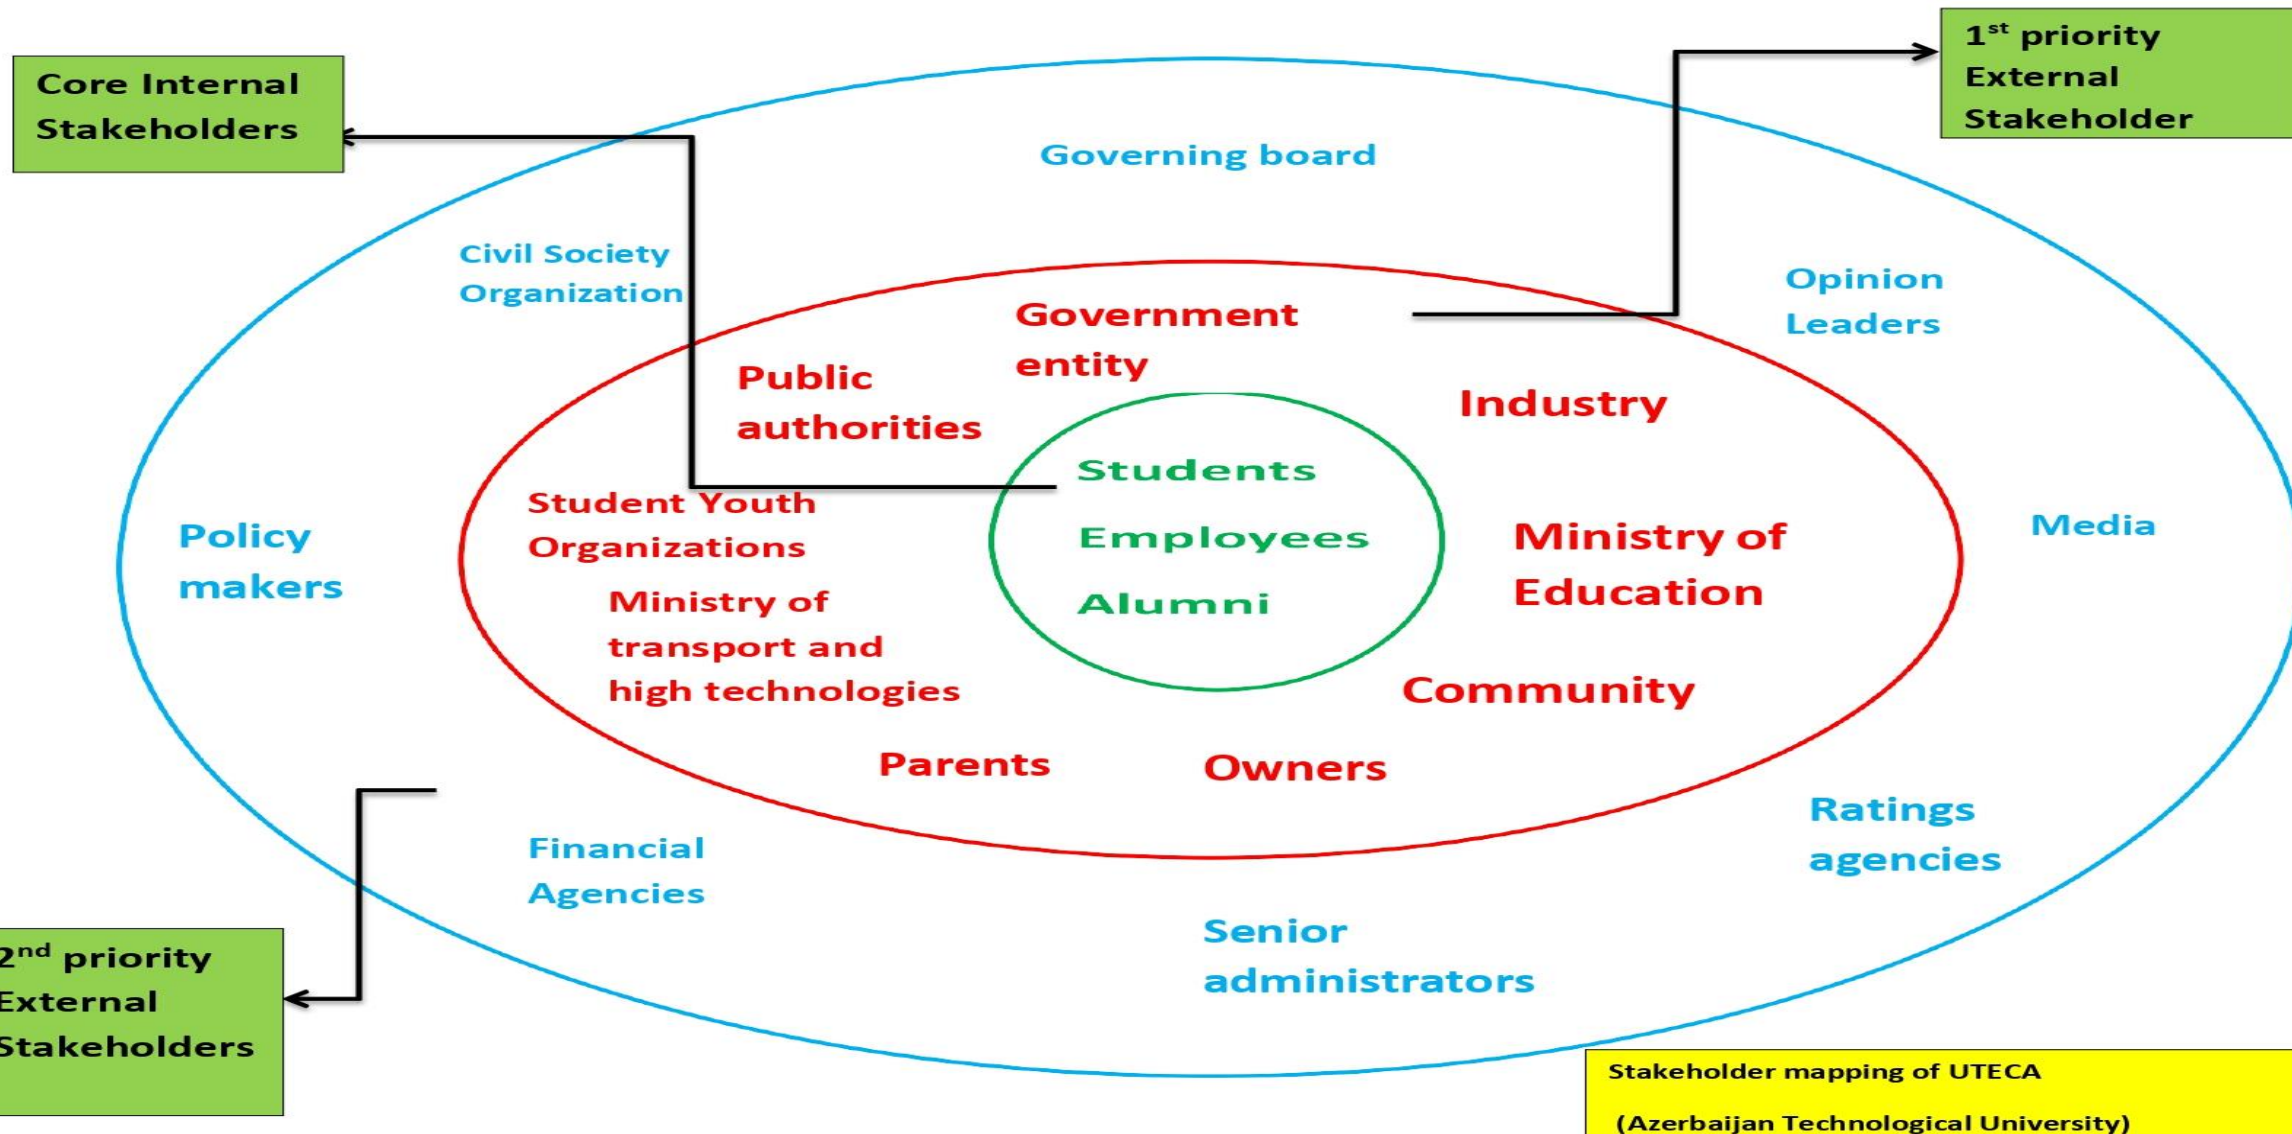 Core Internal
Stakeholders
1st priority
External
Stakeholder
Governing board
Civil Society
Organization
Opinion
Leaders
Government
entity
Public
authorities
Industry
Students
Employees
Alumni
Student Youth
Organizations
Ministry of
transport and
high technologies
Ministry of
Education
Community
Parents
Owners
Policy
makers
Media
Financial
Agencies
Ratings
agencies
Senior
administrators
2nd priority
External
Stakeholders
Stakeholder mapping of UTECA
(Azerbaijan Technological University)